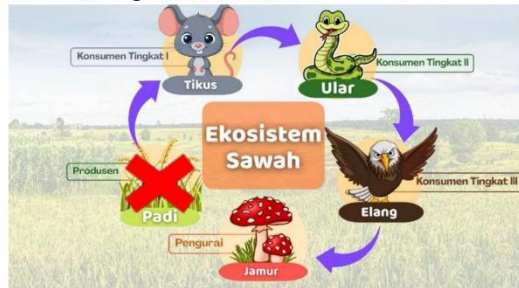 Konsumen Tingkat I
Tikus
Konsumen Tingkat II
Ular
Ekosistem
Sawah
Produsen
Padi
Konsumen Tingkat III
Elang
Pengurai
Jamur